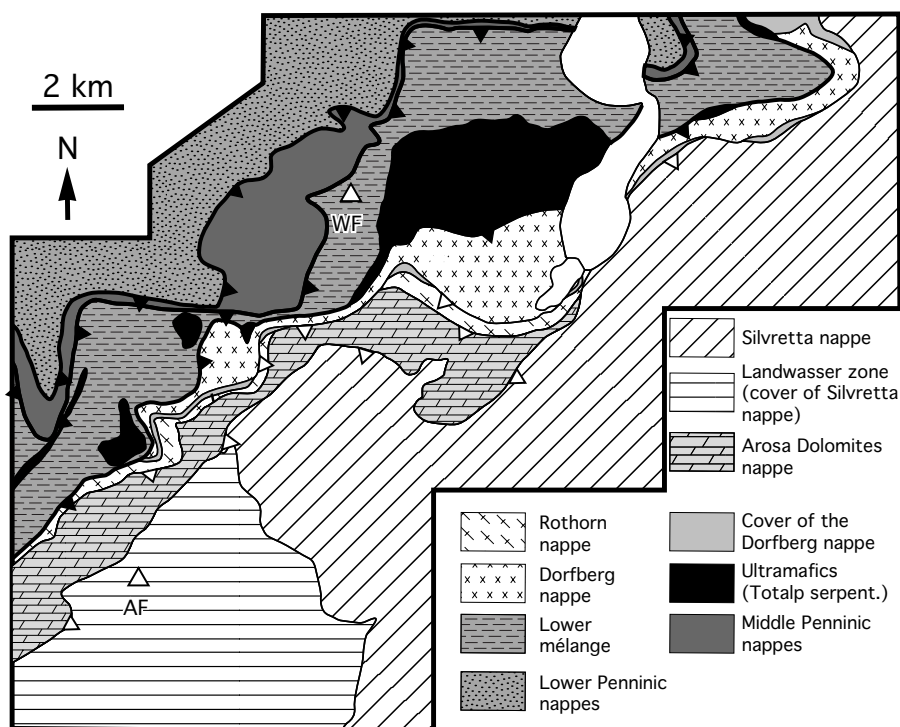 2 km
N
WF
AF
Silvretta nappe
Landwasser zone
(cover of Silvretta
nappe)
Arosa Dolomites
nappe
Rothorn
nappe
Dorfberg
nappe
Lower
mélange
Lower Penninic
nappes
Cover of the
Dorfberg nappe
Ultramafics
(Totalp serpent.)
Middle Penninic
nappes